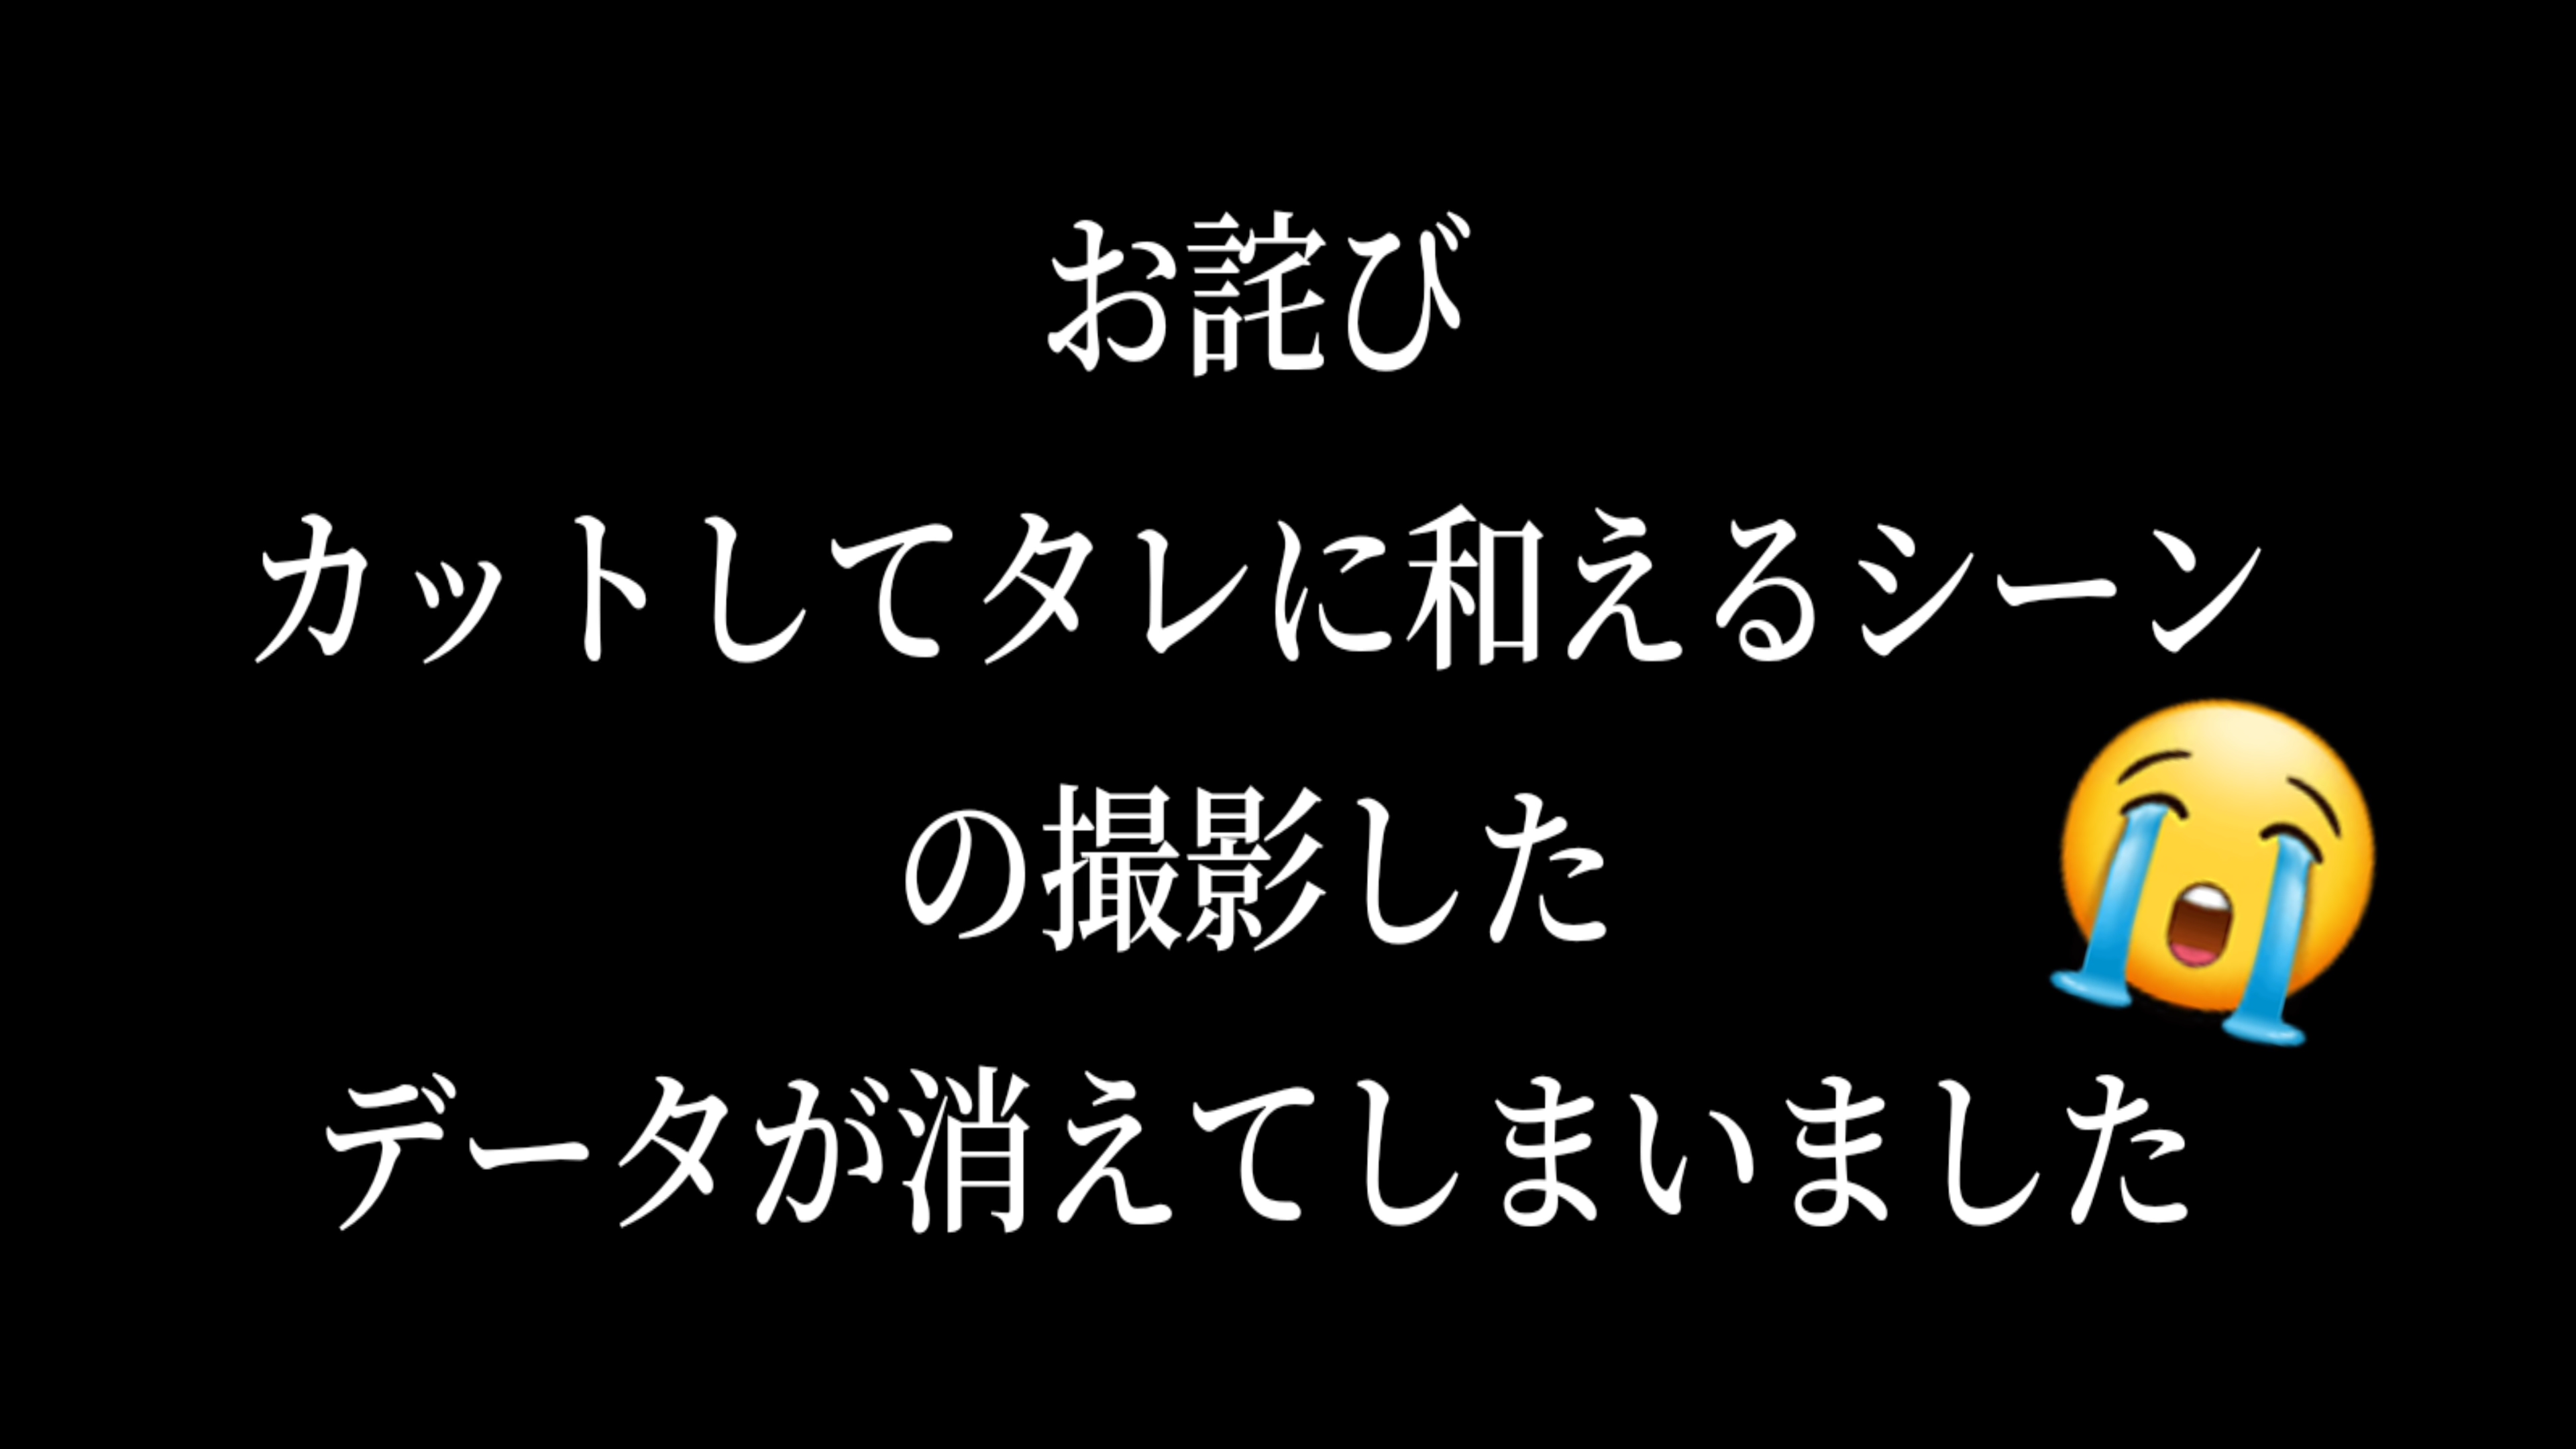 お詫び
カットしてタレに和えるシーン
の撮影した
データが消えてしまいました